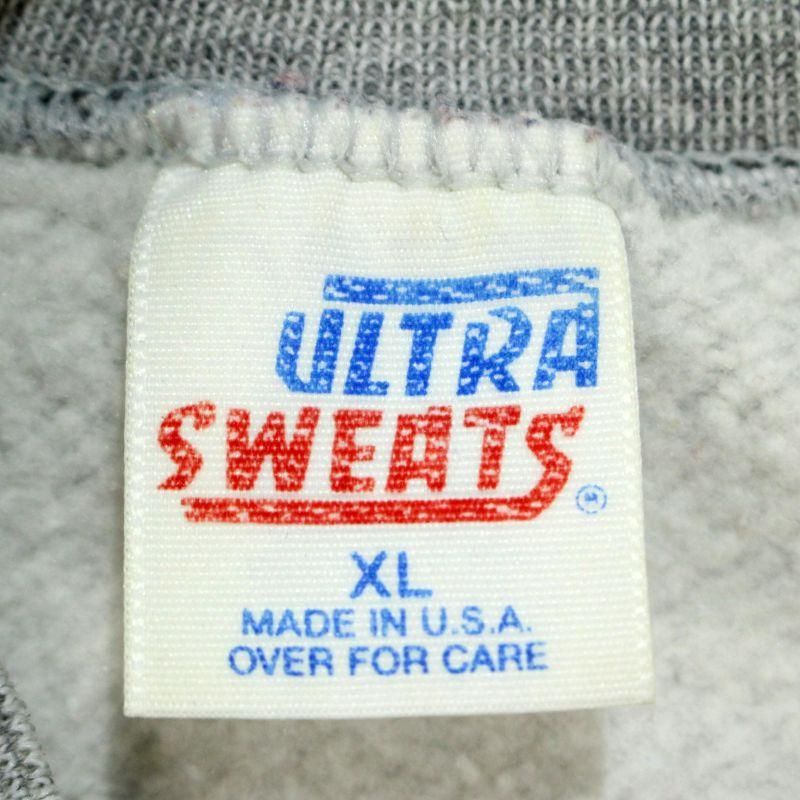 ULTRA
SWEATS®
XL
MADE IN U.S.A.
OVER FOR CARE